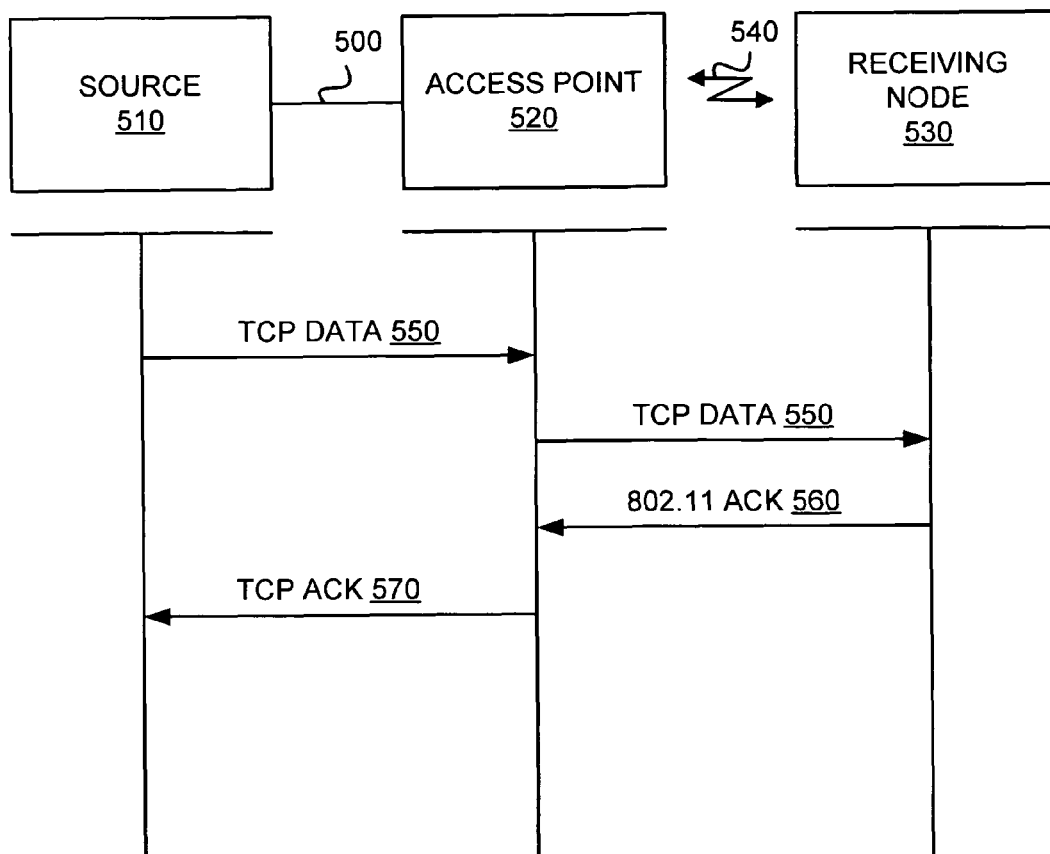 SOURCE
510
500
ACCESS POINT
520
540
RECEIVING
NODE
530
TCP DATA 550
TCP DATA 550
802.11 ACK 560
TCP ACK 570